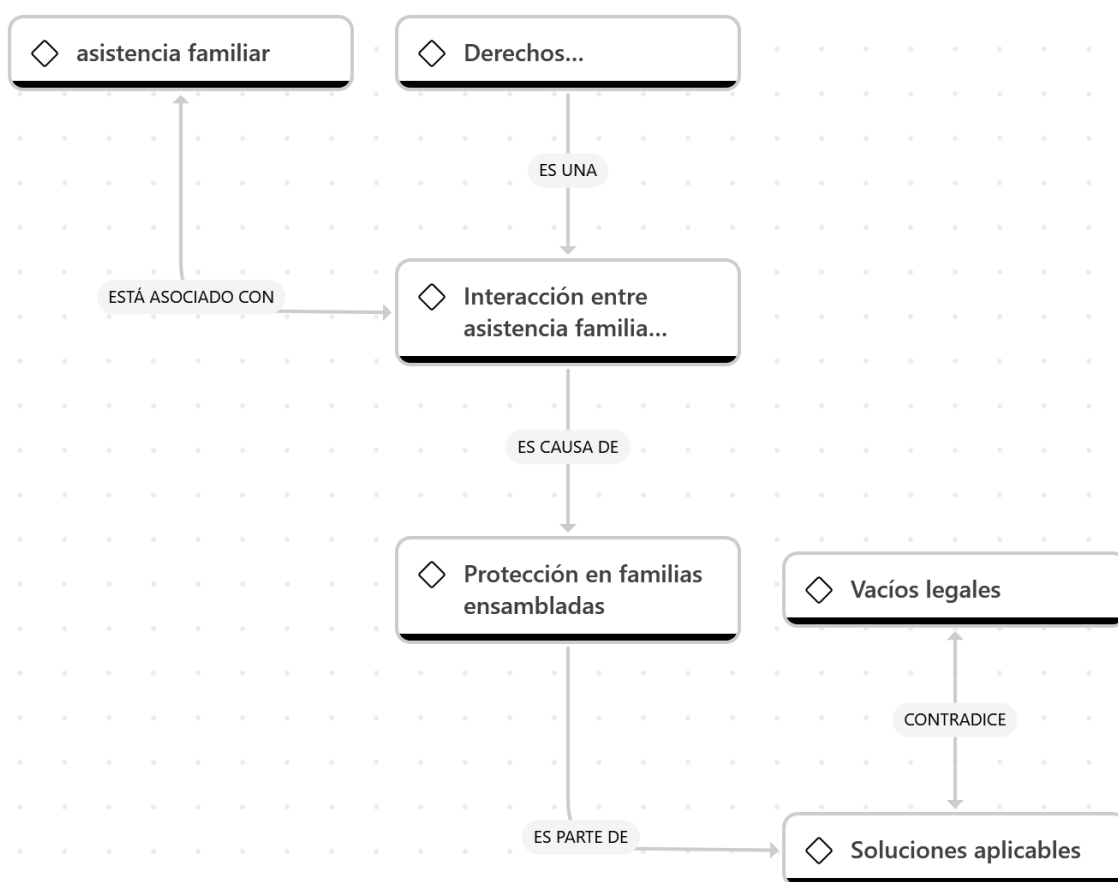 asistencia familiar
Derechos...
ES UNA
ESTÁ ASOCIADO CON
Interacción entre
asistencia familia...
ES CAUSA DE
Protección en familias
ensambladas
Vacíos legales
CONTRADICE
ES PARTE DE
Soluciones aplicables